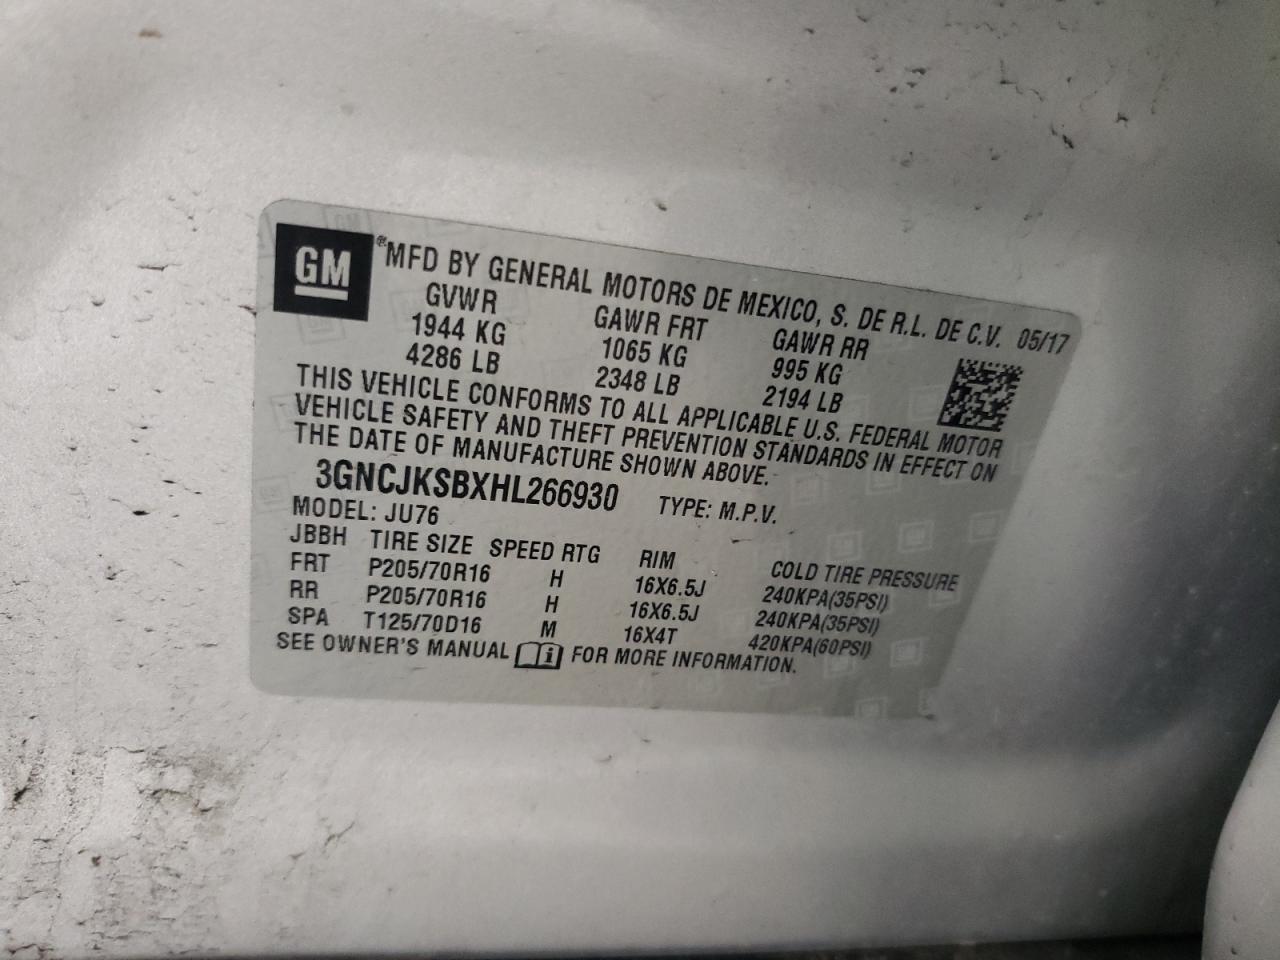 GM ® MFD BY GENERAL MOTORS DE MEXICO, S. DE R.L. DE C.V. 05/17
GVWR GAWR FRT GAWR RR
1944 KG 1065 KG 995 KG
4286 LB 2348 LB 2194 LB
THIS VEHICLE CONFORMS TO ALL APPLICABLE U.S. FEDERAL MOTOR
VEHICLE SAFETY AND THEFT PREVENTION STANDARDS IN EFFECT ON
THE DATE OF MANUFACTURE SHOWN ABOVE.
3GNCJKSBXHL266930 TYPE: M.P.V.
MODEL: JU76
JBBH TIRE SIZE SPEED RTG RIM COLD TIRE PRESSURE
FRT P205/70R16 H 16X6.5J 240KPA(35PSI)
RR P205/70R16 H 16X6.5J 240KPA(35PSI)
SPA T125/70D16 M 16X4T 420KPA(60PSI)
SEE OWNER'S MANUAL i FOR MORE INFORMATION.